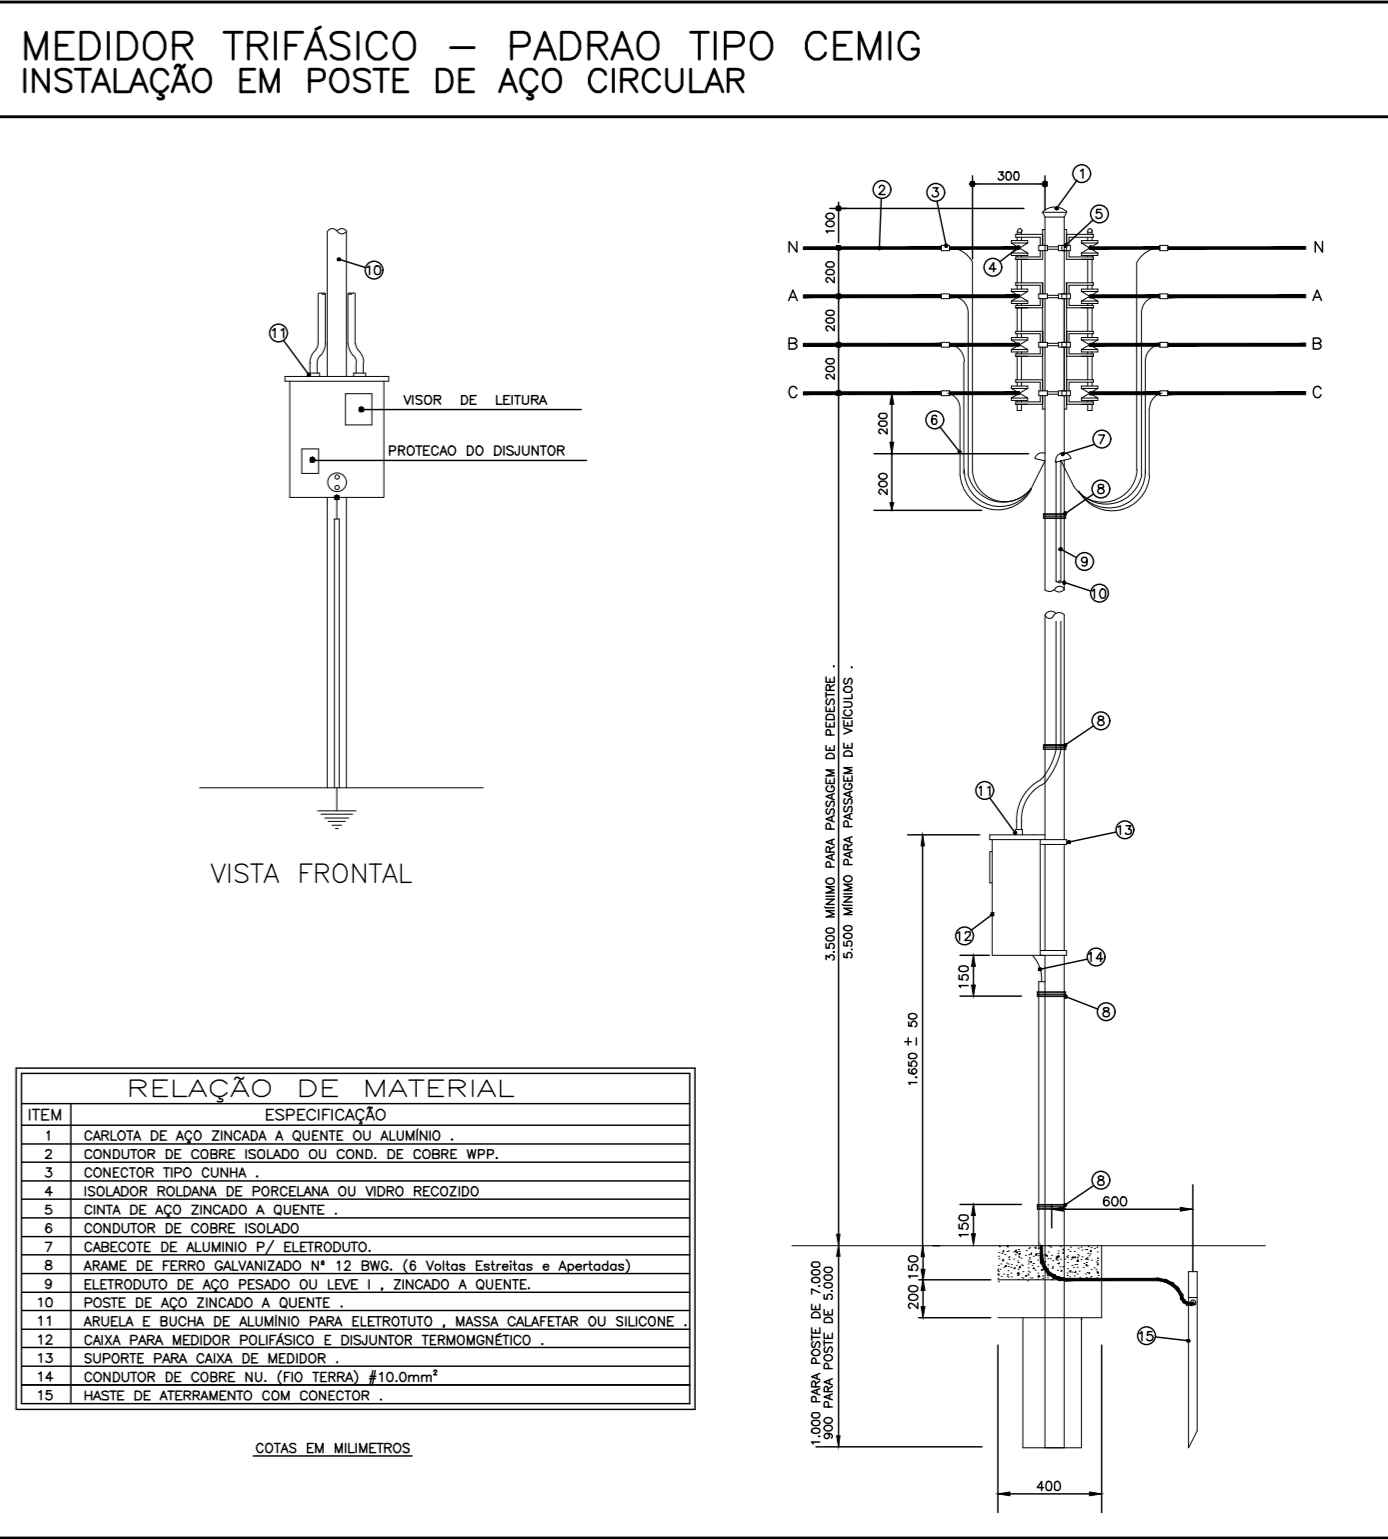 MEDIDOR TRIFÁSICO – PADRAO TIPO CEMIG
INSTALAÇÃO EM POSTE DE AÇO CIRCULAR
10
11
VISOR DE LEITURA
PROTECAO DO DISJUNTOR
VISTA FRONTAL
300
1
2
3
5
100
N
N
4
200
A
A
200
B
B
200
C
C
6
200
7
200
8
9
10
3.500 MÍNIMO PARA PASSAGEM DE PEDESTRE .
5.500 MÍNIMO PARA PASSAGEM DE VEÍCULOS .
8
11
13
12
14
150
8
1.650 ± 50
8
600
150
150
200
15
1.000 PARA POSTE DE 7.000
900 PARA POSTE DE 5.000
400
RELAÇÃO DE MATERIAL
ITEM ESPECIFICAÇÃO
1 CARLOTA DE AÇO ZINCADA A QUENTE OU ALUMÍNIO .
2 CONDUTOR DE COBRE ISOLADO OU COND. DE COBRE WPP.
3 CONECTOR TIPO CUNHA .
4 ISOLADOR ROLDANA DE PORCELANA OU VIDRO RECOZIDO
5 CINTA DE AÇO ZINCADO A QUENTE .
6 CONDUTOR DE COBRE ISOLADO
7 CABECOTE DE ALUMINIO P/ ELETRODUTO.
8 ARAME DE FERRO GALVANIZADO Nº 12 BWG. (6 Voltas Estreitas e Apertadas)
9 ELETRODUTO DE AÇO PESADO OU LEVE I , ZINCADO A QUENTE.
10 POSTE DE AÇO ZINCADO A QUENTE .
11 ARUELA E BUCHA DE ALUMÍNIO PARA ELETROTUTO , MASSA CALAFETAR OU SILICONE .
12 CAIXA PARA MEDIDOR POLIFÁSICO E DISJUNTOR TERMOMGNÉTICO .
13 SUPORTE PARA CAIXA DE MEDIDOR .
14 CONDUTOR DE COBRE NU. (FIO TERRA) #10.0mm²
15 HASTE DE ATERRAMENTO COM CONECTOR .
COTAS EM MILIMETROS